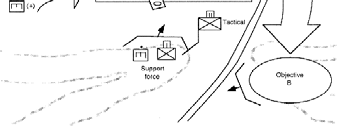 (+)
Tactical
Support
force
Objective
B